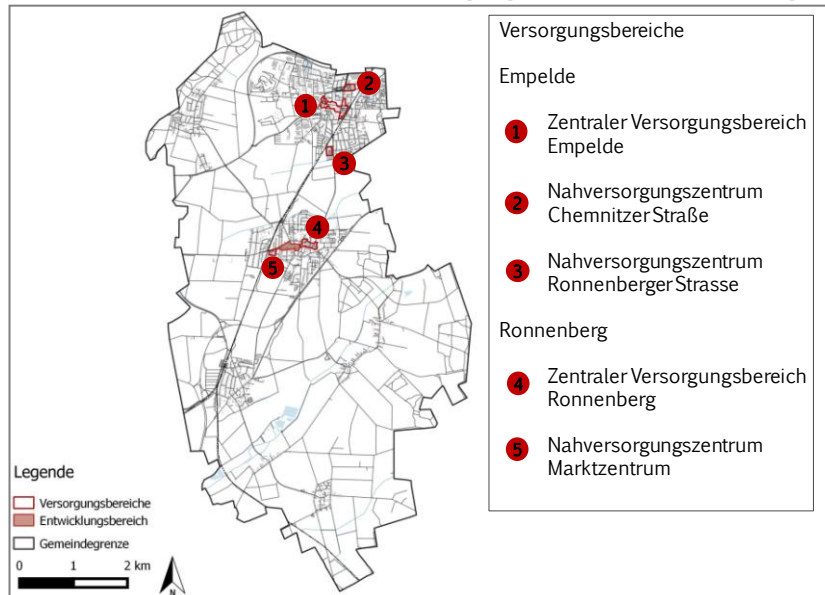 1
2
3
4
5
Legende
Versorgungsbereiche
Entwicklungsbereich
Gemeindegrenze
0 1 2 km
N
Versorgungsbereiche
Empelde
1 Zentraler Versorgungsbereich
Empelde
2 Nahversorgungszentrum
Chemnitzer Straße
3 Nahversorgungszentrum
Ronnenberger Strasse
Ronnenberg
4 Zentraler Versorgungsbereich
Ronnenberg
5 Nahversorgungszentrum
Marktzentrum